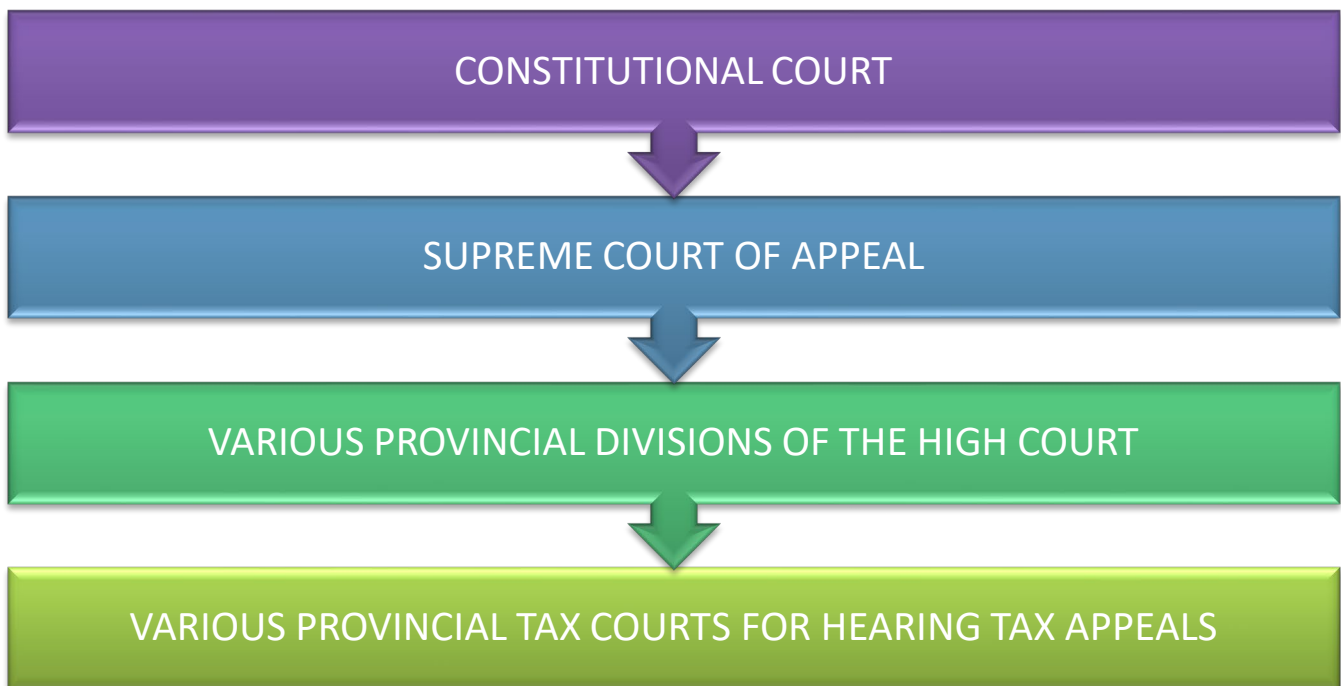 CONSTITUTIONAL COURT
SUPREME COURT OF APPEAL
VARIOUS PROVINCIAL DIVISIONS OF THE HIGH COURT
VARIOUS PROVINCIAL TAX COURTS FOR HEARING TAX APPEALS